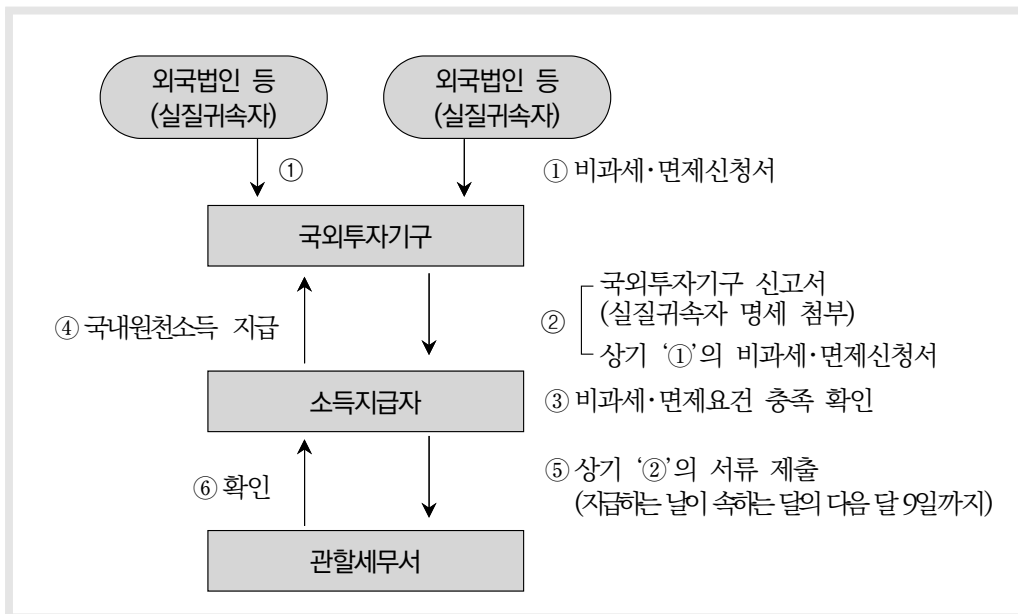 외국법인 등
(실질귀속자)
외국법인 등
(실질귀속자)
①
① 비과세·면제신청서
국외투자기구
④ 국내원천소득 지급
②
국외투자기구 신고서
(실질귀속자 명세 첨부)
상기 ‘①’의 비과세·면제신청서
소득지급자
③ 비과세·면제요건 충족 확인
⑥ 확인
⑤ 상기 ‘②’의 서류 제출
(지급하는 날이 속하는 달의 다음 달 9일까지)
관할세무서